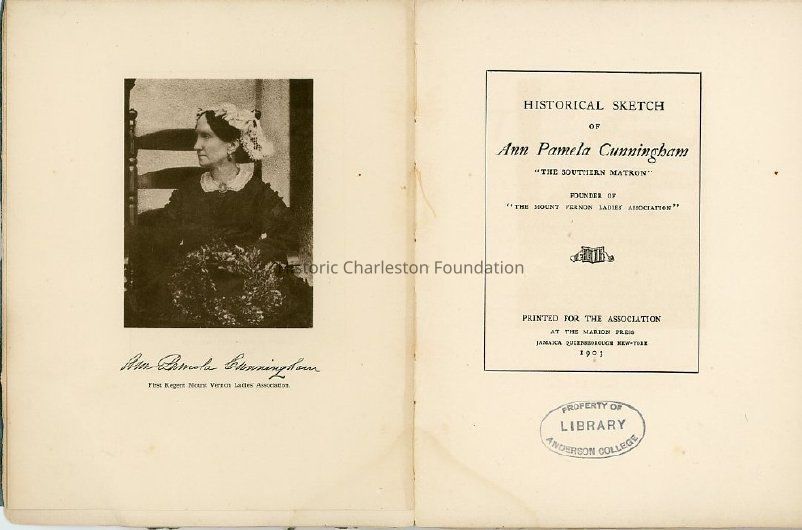 Ann Pamela Cunningham
First Regent Mount Vernon Ladies' Association.
HISTORICAL SKETCH
OF
Ann Pamela Cunningham
"THE SOUTHERN MATRON"
FOUNDER OF
"THE MOUNT VERNON LADIES' ASSOCIATION"
PRINTED FOR THE ASSOCIATION
AT THE MARION PRESS
JAMAICA QUEENSBOROUGH NEW-YORK
1903
PROPERTY OF
LIBRARY
ANDERSON COLLEGE
Historic Charleston Foundation